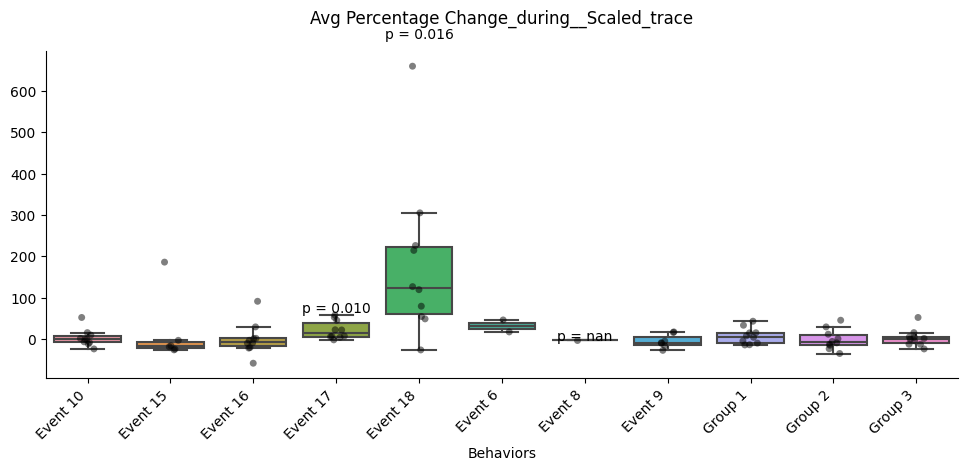 Avg Percentage Change_during__Scaled_trace
p = 0.016
600
500
400
300
200
100
0
p = 0.010
p = nan
Event 10
Event 15
Event 16
Event 17
Event 18
Event 6
Event 8
Event 9
Group 1
Group 2
Group 3
Behaviors